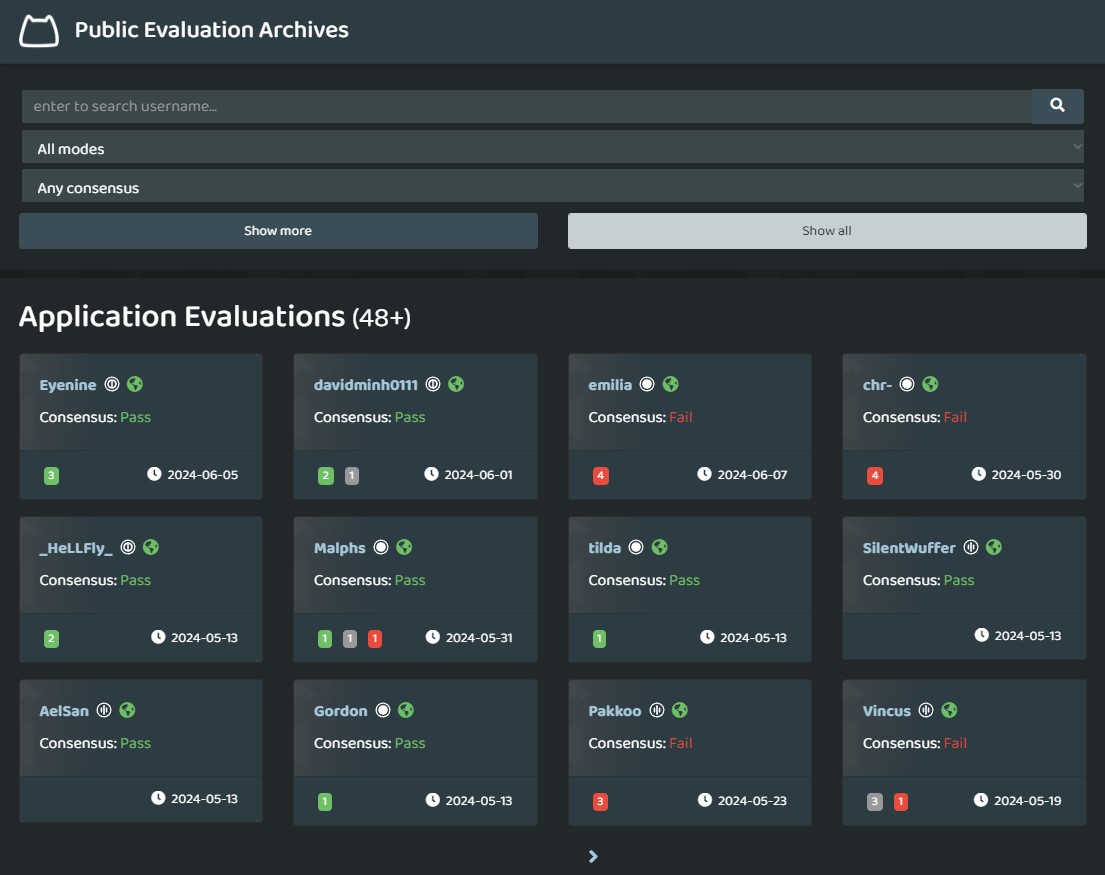 Public Evaluation Archives
enter to search username...
All modes
Any consensus
Show more
Show all
Application Evaluations (48+)
Eyenine
Consensus: Pass
3
2024-06-05
davidminh0111
Consensus: Pass
2 1
2024-06-01
emilia
Consensus: Fail
4
2024-06-07
chr-
Consensus: Fail
4
2024-05-30
_HeLLFly_
Consensus: Pass
2
2024-05-13
Malphs
Consensus: Pass
1 1 1
2024-05-31
tilda
Consensus: Pass
1
2024-05-13
SilentWuffer
Consensus: Pass
2024-05-13
AelSan
Consensus: Pass
2024-05-13
Gordon
Consensus: Pass
1
2024-05-13
Pakkoo
Consensus: Fail
3
2024-05-23
Vincus
Consensus: Fail
3 1
2024-05-19